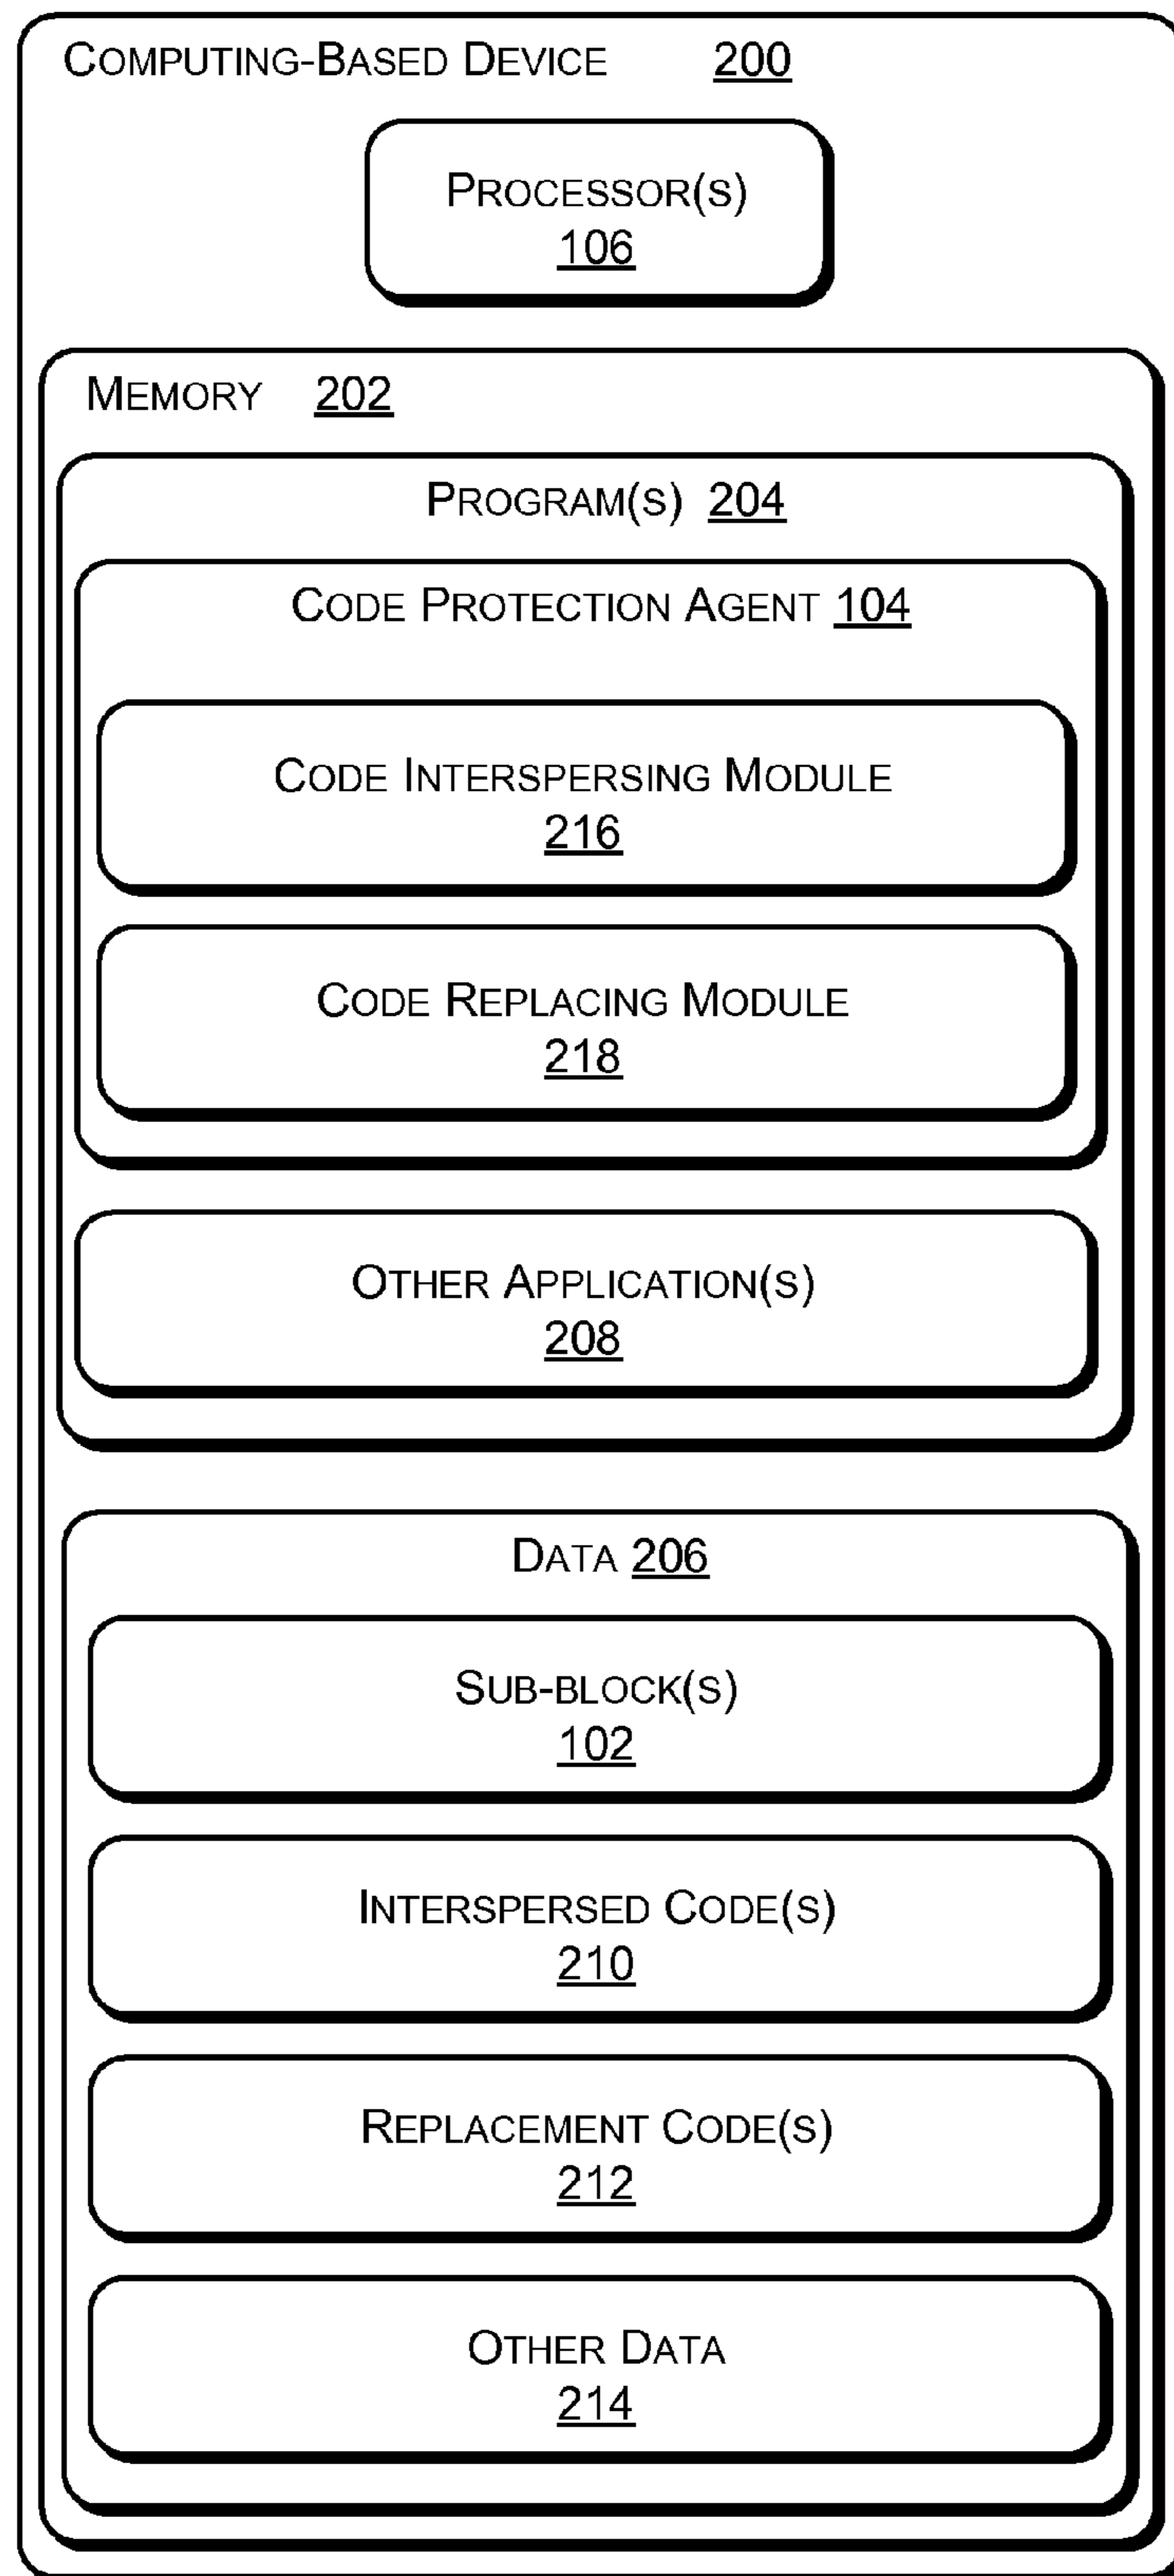 COMPUTING-BASED DEVICE 200
PROCESSOR(S)
106
MEMORY 202
PROGRAM(S) 204
CODE PROTECTION AGENT 104
CODE INTERSPERSING MODULE
216
CODE REPLACING MODULE
218
OTHER APPLICATION(S)
208
DATA 206
SUB-BLOCK(S)
102
INTERSPERSED CODE(S)
210
REPLACEMENT CODE(S)
212
OTHER DATA
214